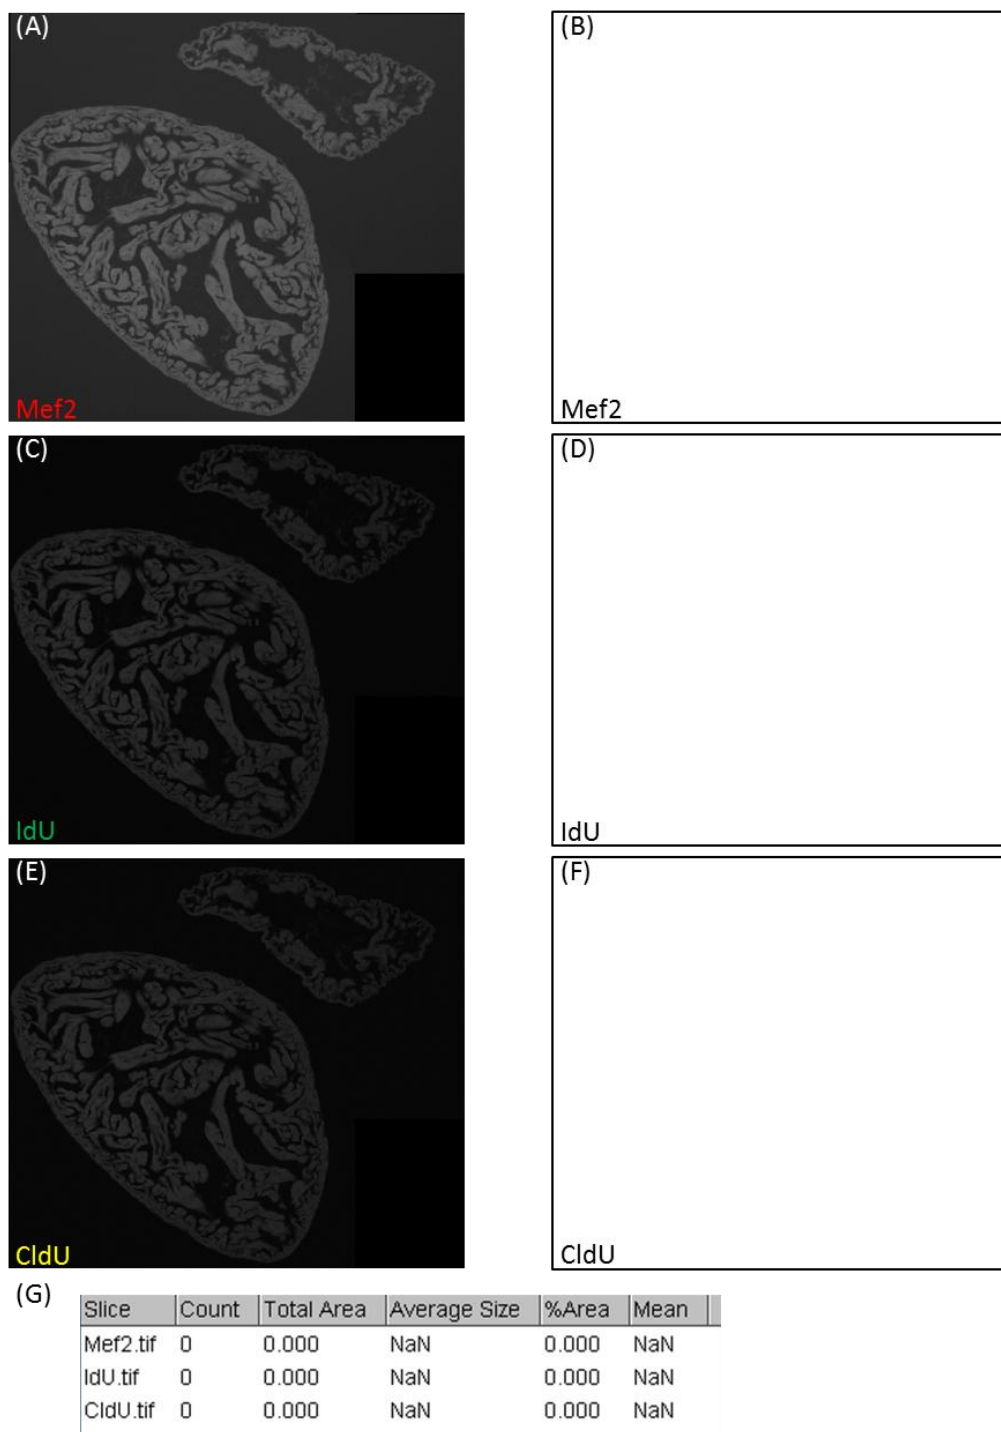 (A) (B)
Mef2 Mef2
(C) (D)
IdU IdU
(E) (F)
CldU CldU
(G)
Slice Count Total Area Average Size %Area Mean
Mef2.tif 0 0.000 NaN 0.000 NaN
IdU.tif 0 0.000 NaN 0.000 NaN
CldU.tif 0 0.000 NaN 0.000 NaN